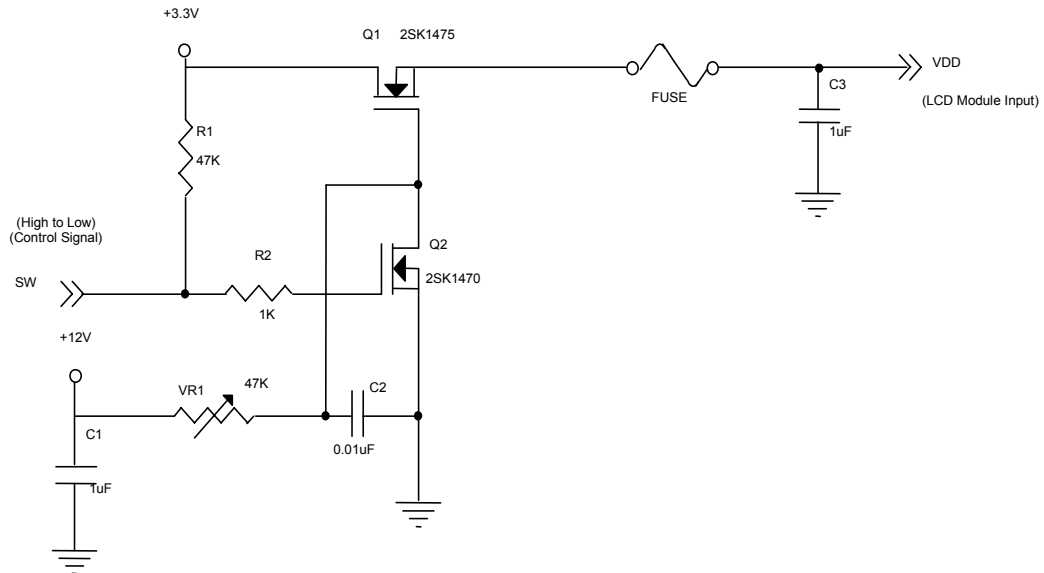 +3.3V
Q1 2SK1475
VDD
C3
FUSE
(LCD Module Input)
R1
1uF
47K
(High to Low)
(Control Signal)
Q2
R2
SW
2SK1470
1K
+12V
VR1
47K
C2
C1
0.01uF
1uF